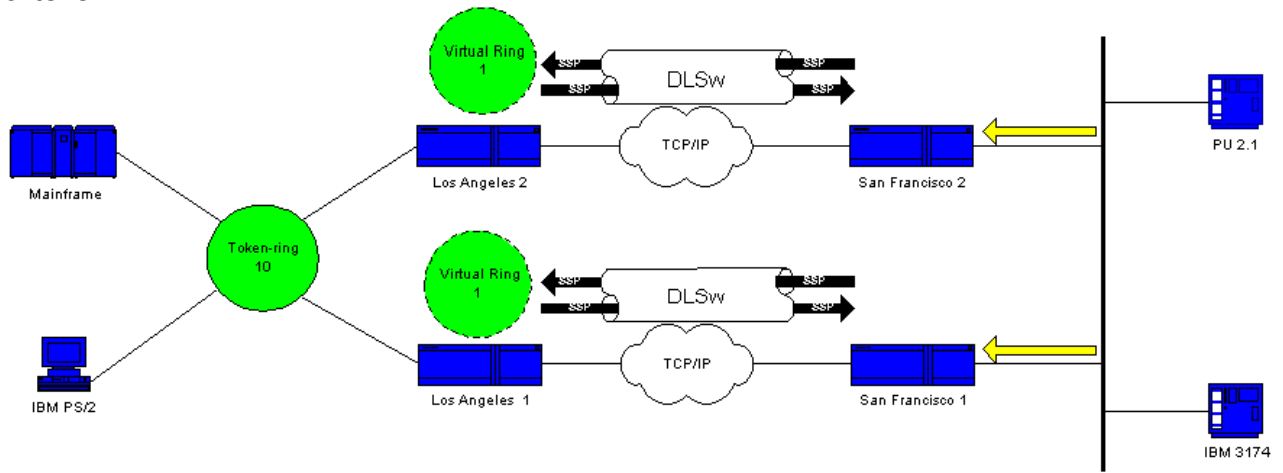 Virtual Ring
1
SSP
SSP
DLSw
SSP
SSP
TCP/IP
Mainframe
Los Angeles 2
San Francisco 2
PU 2.1
Token-ring
10
Virtual Ring
1
SSP
SSP
DLSw
SSP
SSP
TCP/IP
IBM PS/2
Los Angeles 1
San Francisco 1
IBM 3174